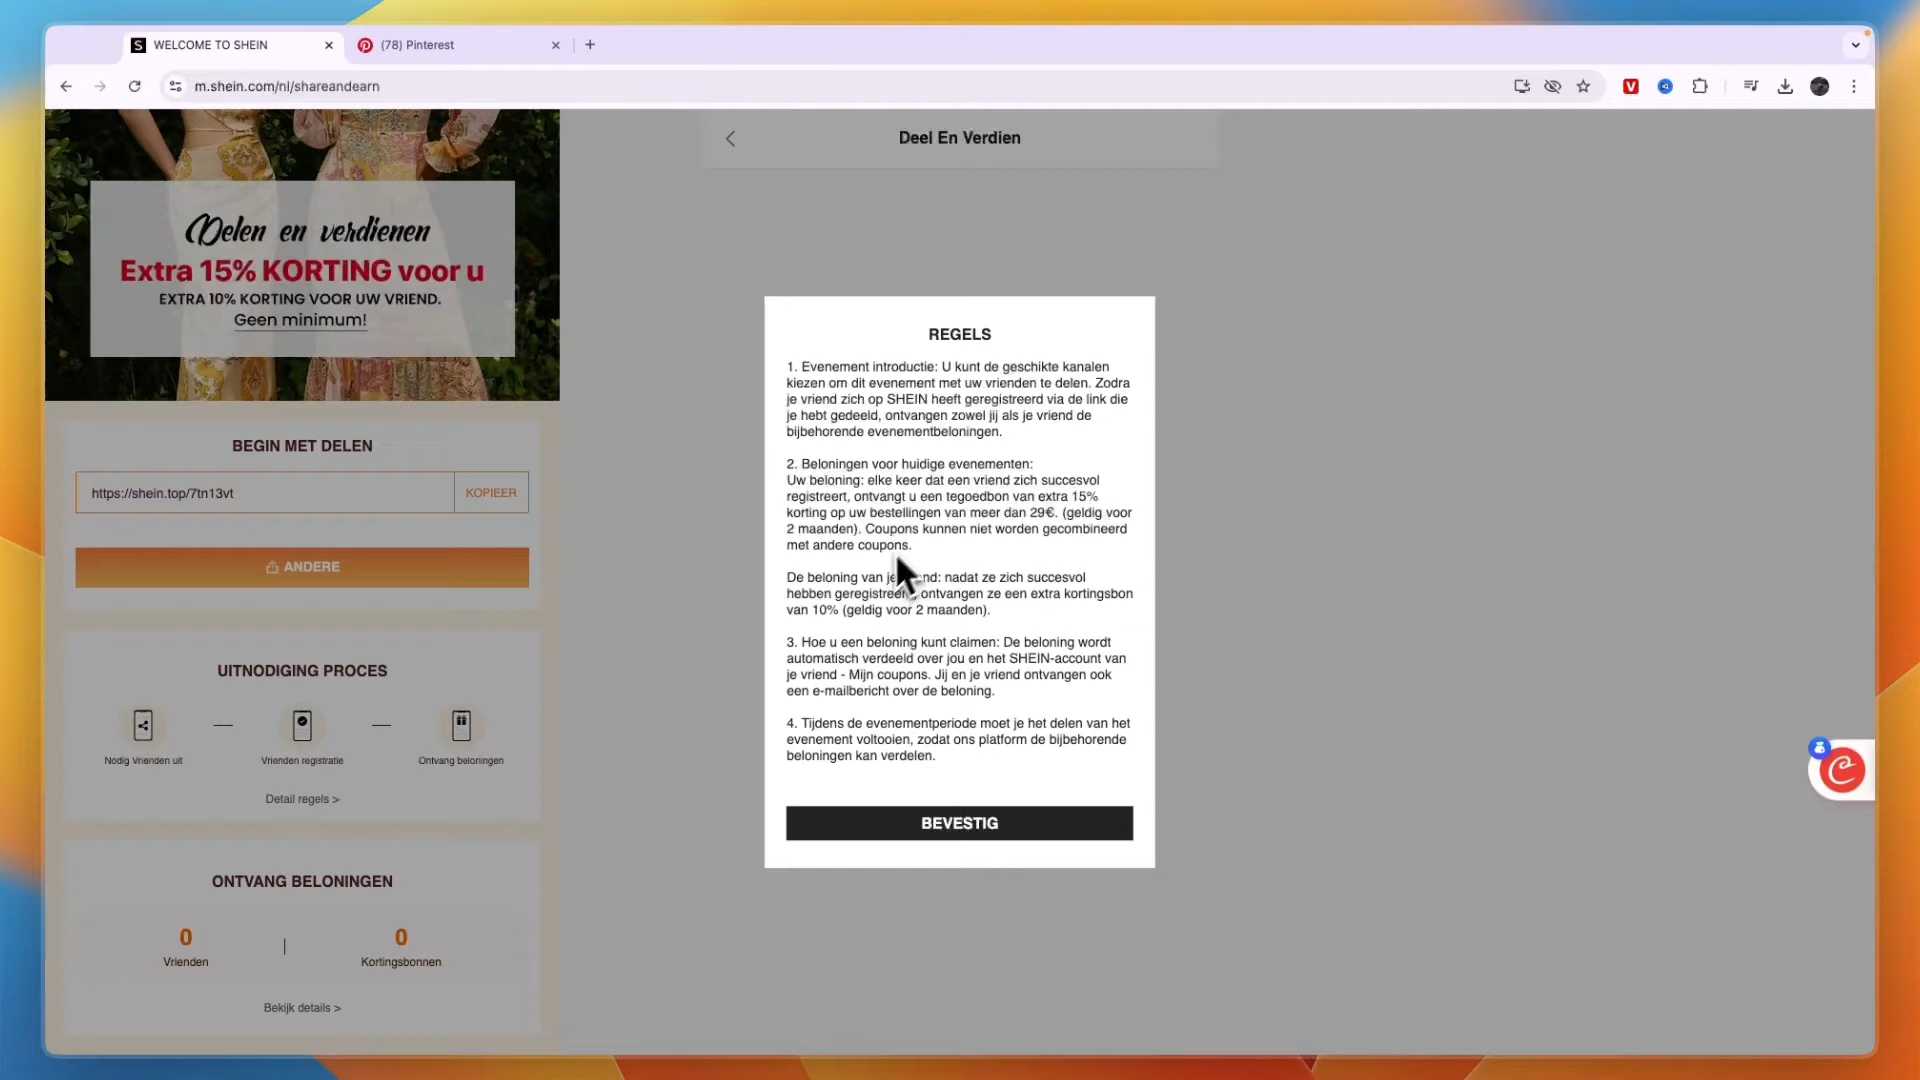 WELCOME TO SHEIN
(78) Pinterest
m.shein.com/nl/shareandearn
Delen en verdienen
Extra 15% KORTING voor u
EXTRA 10% KORTING VOOR UW VRIEND.
Geen minimum!
BEGIN MET DELEN
https://shein.top/7tn13vt
KOPIEER
ANDERE
UITNODIGING PROCES
Nodig Vrienden uit
Vrienden registratie
Ontvang beloningen
Detail regels >
ONTVANG BELONINGEN
0
0
Vrienden
Kortingsbonnen
Bekijk details >
Deel En Verdien
REGELS
1. Evenement introductie: U kunt de geschikte kanalen
kiezen om dit evenement met uw vrienden te delen. Zodra
je vriend zich op SHEIN heeft geregistreerd via de link die
je hebt gedeeld, ontvangen zowel jij als je vriend de
bijbehorende evenementbeloningen.
2. Beloningen voor huidige evenementen:
Uw beloning: elke keer dat een vriend zich succesvol
registreert, ontvangt u een tegoedbon van extra 15%
korting op uw bestellingen van meer dan 29€. (geldig voor
2 maanden). Coupons kunnen niet worden gecombineerd
met andere coupons.
De beloning van je nd: nadat ze zich succesvol
hebben geregistreer ontvangen ze een extra kortingsbon
van 10% (geldig voor 2 maanden).
3. Hoe u een beloning kunt claimen: De beloning wordt
automatisch verdeeld over jou en het SHEIN-account van
je vriend - Mijn coupons. Jij en je vriend ontvangen ook
een e-mailbericht over de beloning.
4. Tijdens de evenementperiode moet je het delen van het
evenement voltooien, zodat ons platform de bijbehorende
beloningen kan verdelen.
BEVESTIG